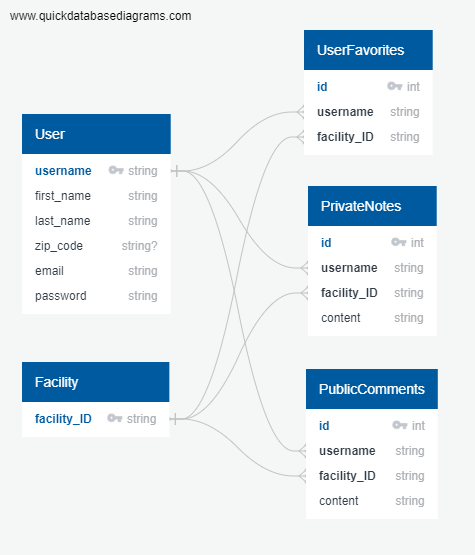 www.quickdatabasediagrams.com
User
username string
first_name string
last_name string
zip_code string?
email string
password string
Facility
facility_ID string
UserFavorites
id int
username string
facility_ID string
PrivateNotes
id int
username string
facility_ID string
content string
PublicComments
id int
username string
facility_ID string
content string